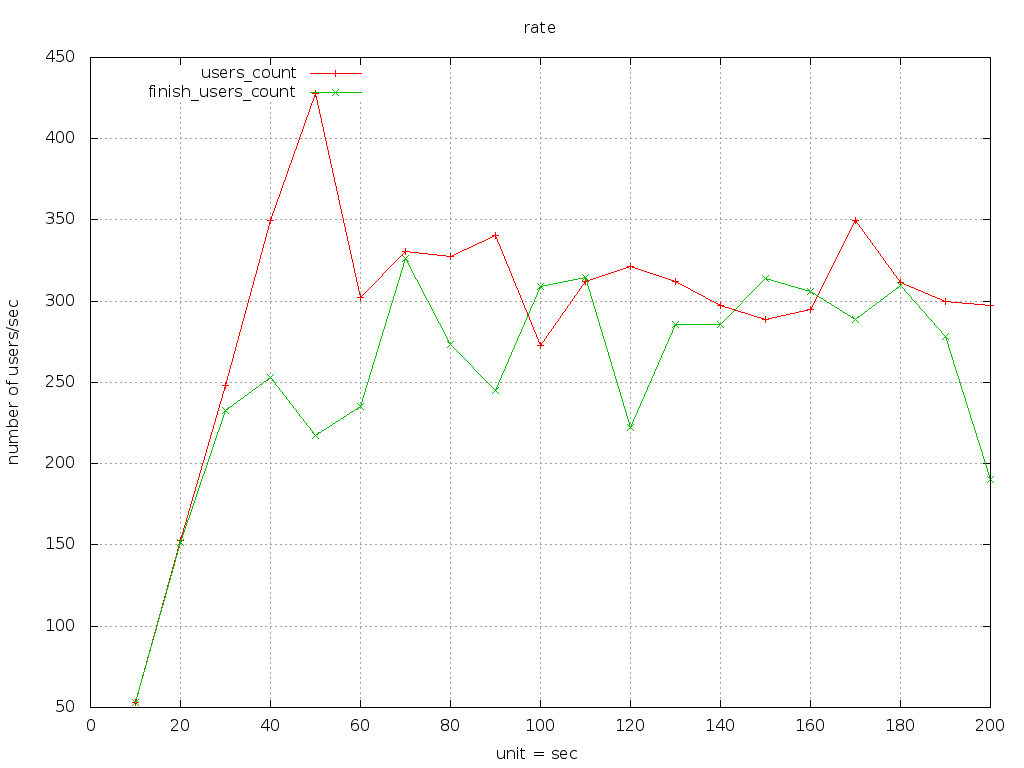 rate
450
users_count
finish_users_count
400
350
300
250
200
150
100
50
number of users/sec
0 20 40 60 80 100 120 140 160 180 200
unit = sec